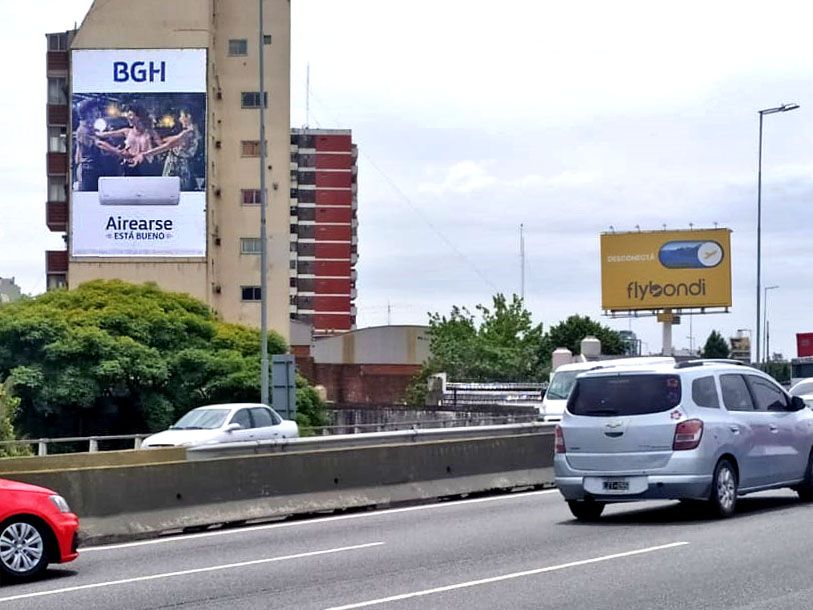 BGH
Airearse
ESTÁ BUENO
DESCONECTÁ
flybondi